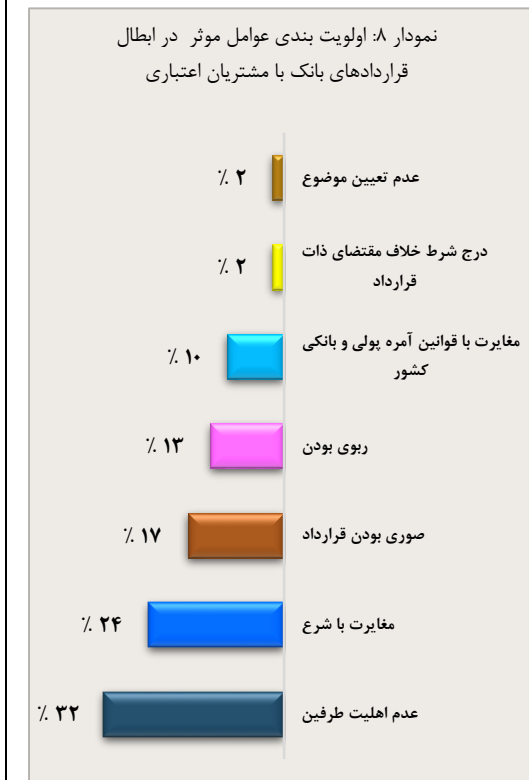 نمودار ۸: اولویت بندی عوامل موثر در ابطال
قراردادهای بانک با مشتریان اعتباری
عدم تعیین موضوع
۲ ٪
درج شرط خلاف مقتضای ذات
قرارداد
۲ ٪
مغایرت با قوانین آمره پولی و بانکی
کشور
۱۰ ٪
ربوی بودن
۱۳ ٪
صوری بودن قرارداد
۱۷ ٪
مغایرت با شرع
۲۴ ٪
عدم اهلیت طرفین
۳۲ ٪